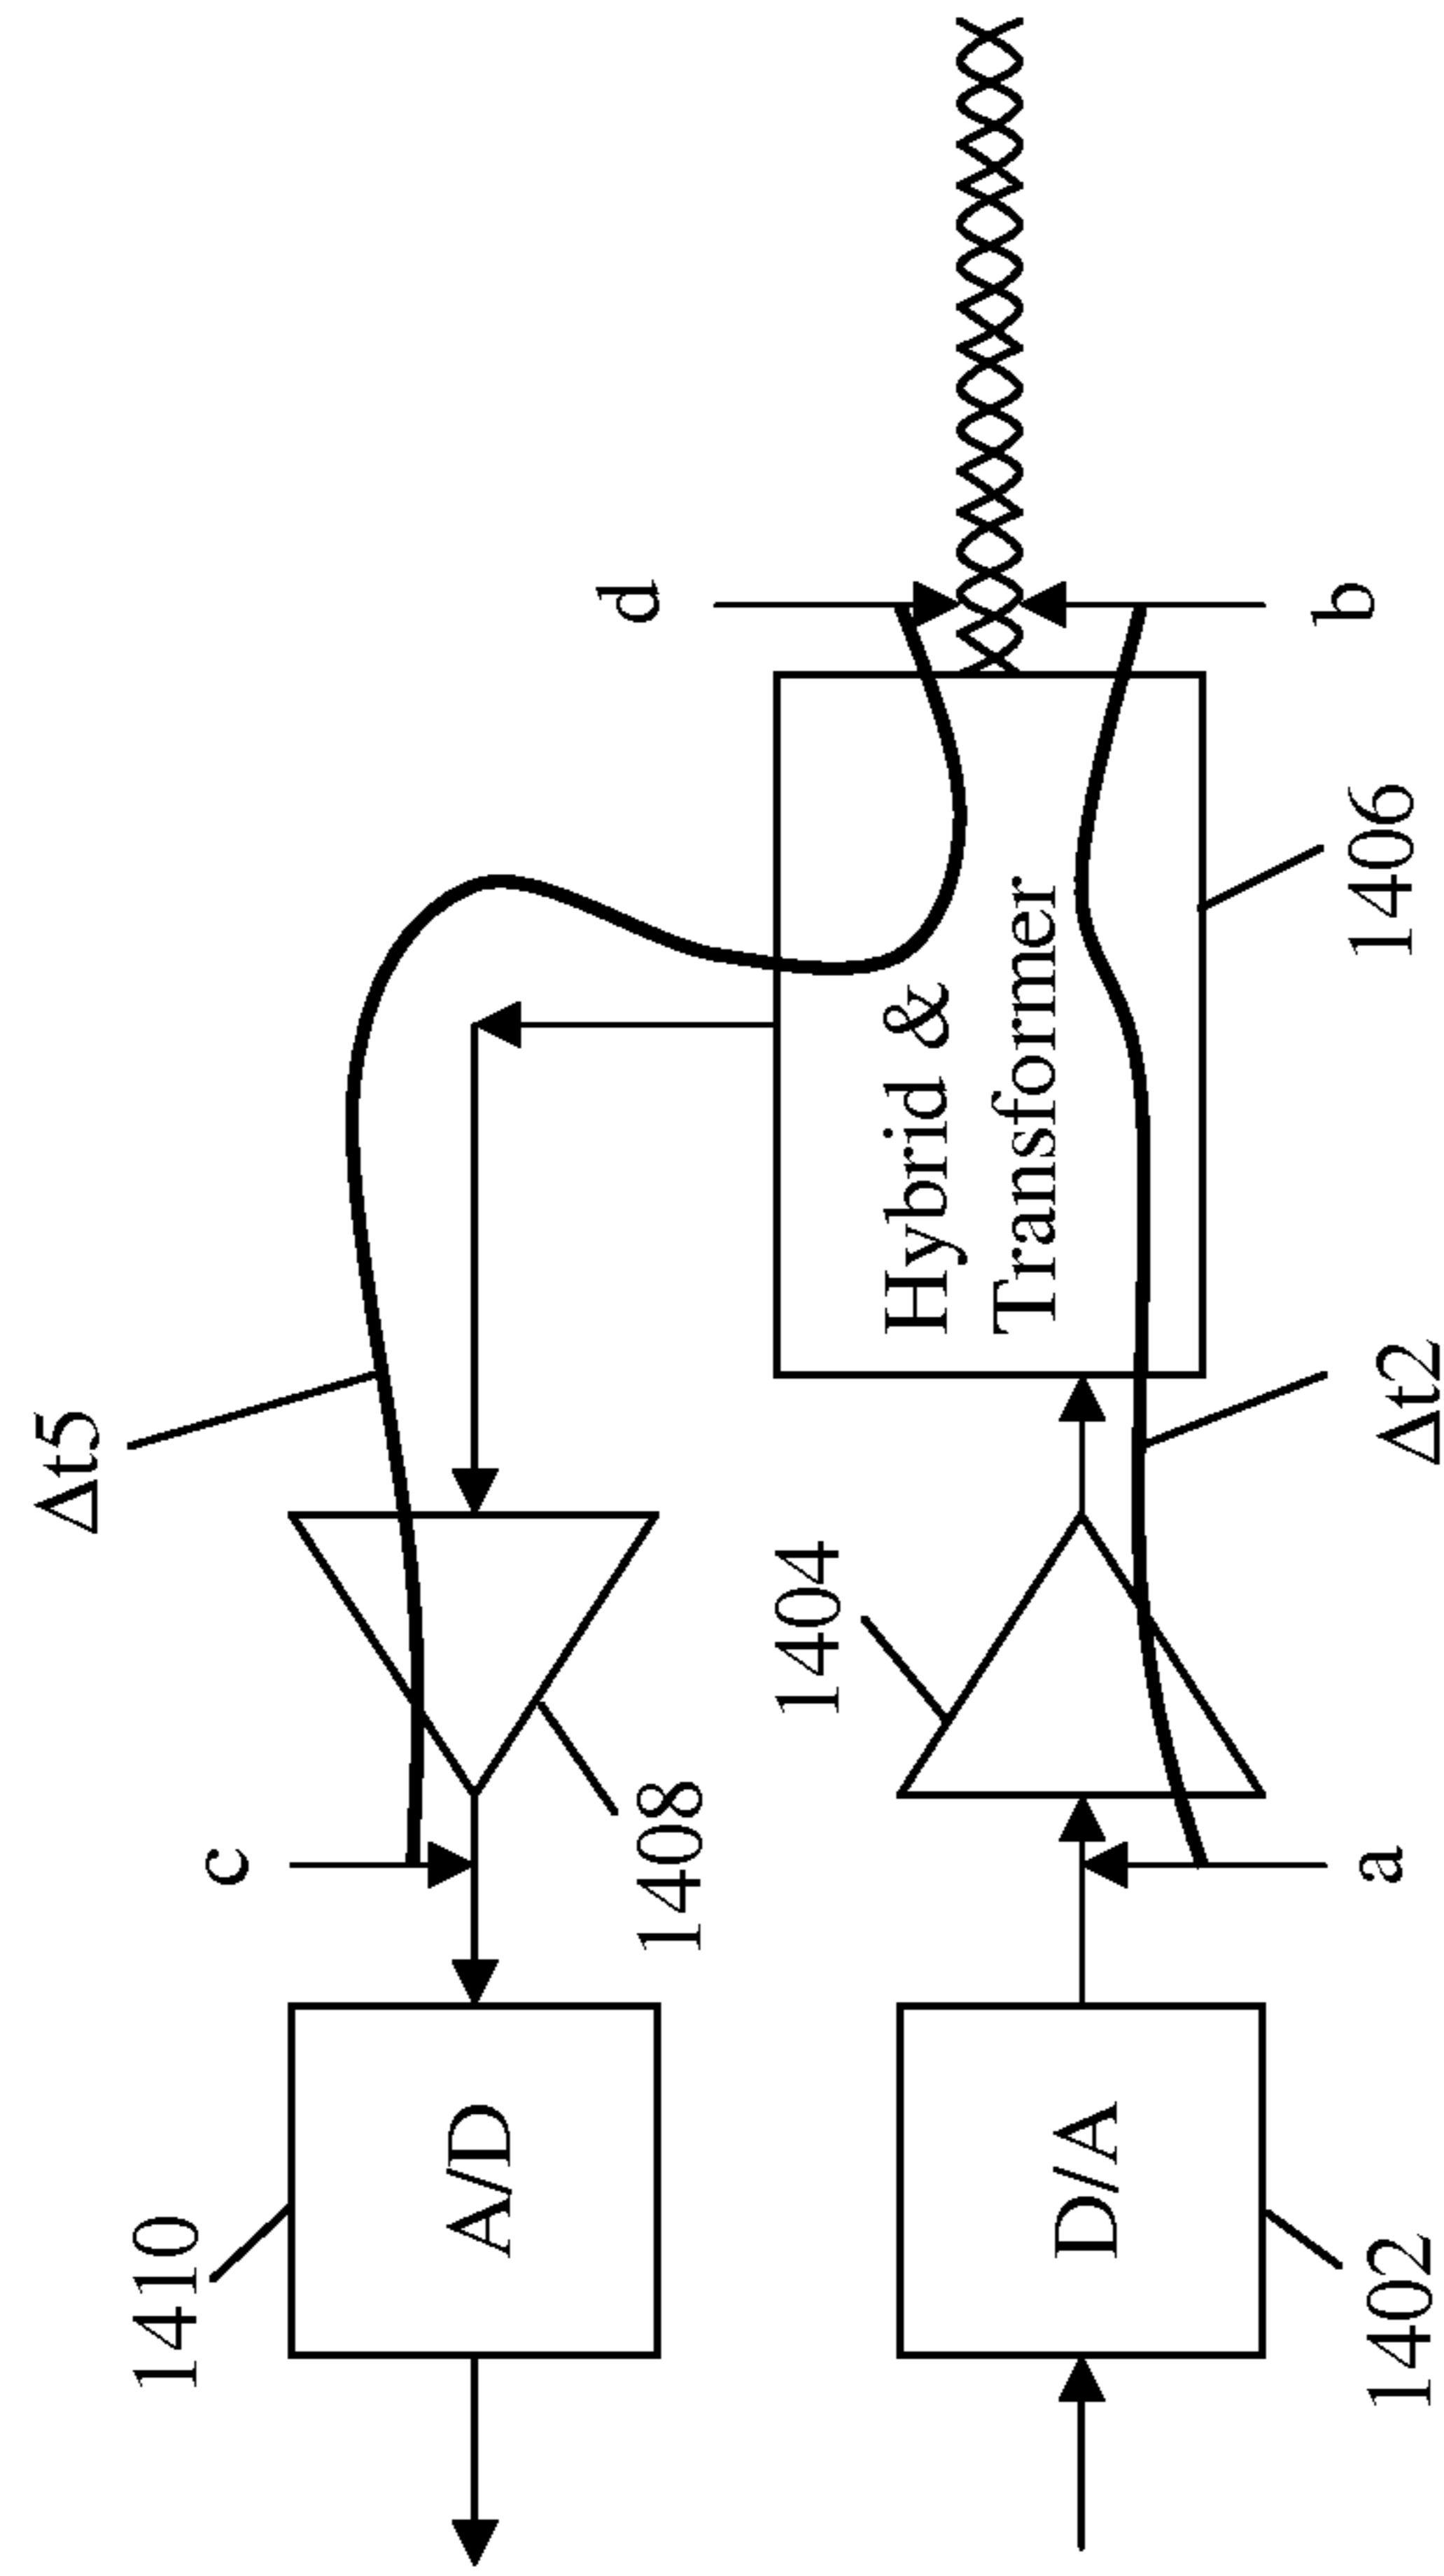 Δt5
d
c
1410
A/D
1408
Hybrid &
Transformer
1404
D/A
1402
a
Δt2
1406
b